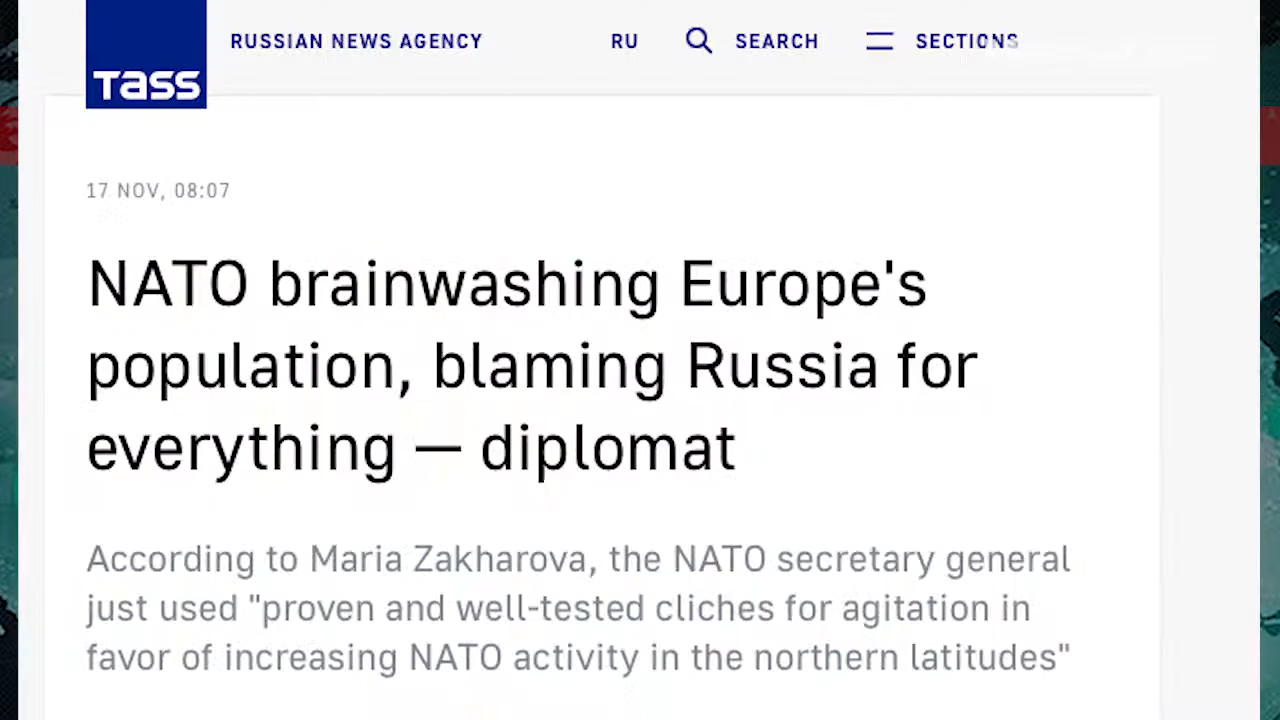 TASS
RUSSIAN NEWS AGENCY
RU
SEARCH
SECTIONS
17 NOV, 08:07
NATO brainwashing Europe's
population, blaming Russia for
everything — diplomat
According to Maria Zakharova, the NATO secretary general
just used "proven and well-tested cliches for agitation in
favor of increasing NATO activity in the northern latitudes"